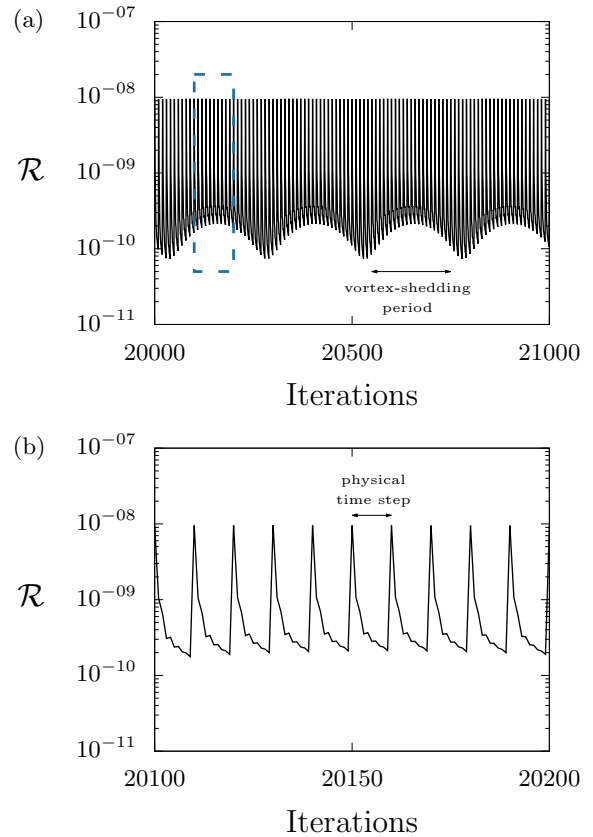 (a)
10⁻⁰⁷
10⁻⁰⁸
10⁻⁰⁹
10⁻¹⁰
10⁻¹¹
ℛ
vortex-shedding
period
20000
20500
21000
Iterations
(b)
10⁻⁰⁷
10⁻⁰⁸
10⁻⁰⁹
10⁻¹⁰
10⁻¹¹
ℛ
physical
time step
20100
20150
20200
Iterations